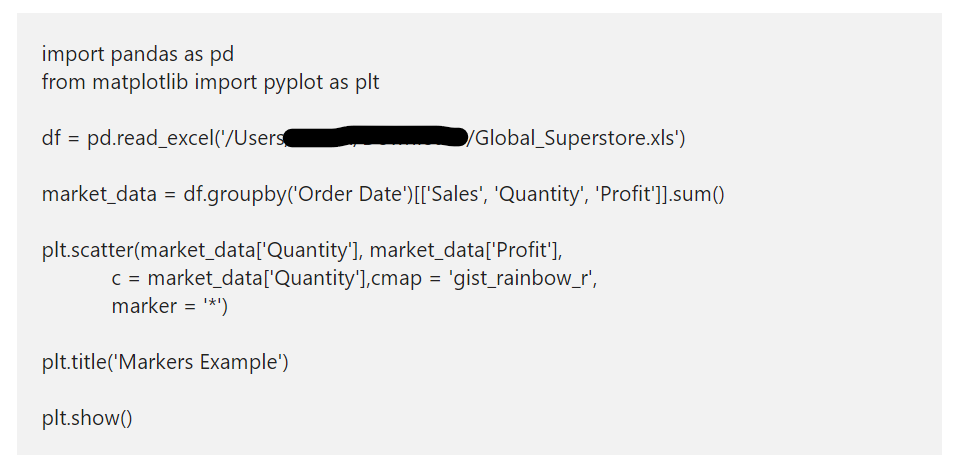 import pandas as pd
from matplotlib import pyplot as plt
df = pd.read_excel('/Users /Global_Superstore.xls')
market_data = df.groupby('Order Date')[['Sales', 'Quantity', 'Profit']].sum()
plt.scatter(market_data['Quantity'], market_data['Profit'],
c = market_data['Quantity'],cmap = 'gist_rainbow_r',
marker = '*')
plt.title('Markers Example')
plt.show()